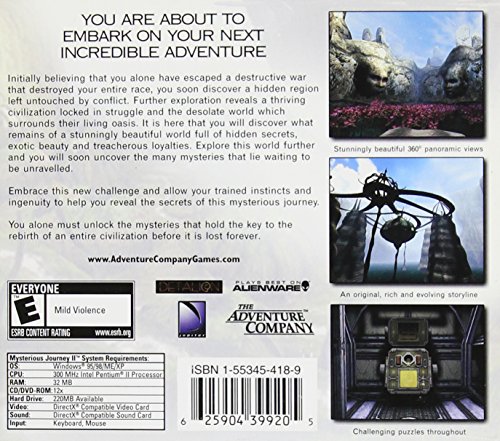 YOU ARE ABOUT TO
EMBARK ON YOUR NEXT
INCREDIBLE ADVENTURE
Initially believing that you alone have escaped a destructive war
that destroyed your entire race, you soon discover a hidden region
left untouched by conflict. Further exploration reveals a thriving
civilization locked in struggle and the desolate world which
surrounds their living oasis. It is here that you will discover what
remains of a stunningly beautiful world full of hidden secrets,
exotic beauty and treacherous loyalties. Explore this world
further and you will soon uncover the many mysteries that lie waiting to
be unravelled.
Embrace this new challenge and allow your trained instincts and
ingenuity to help you reveal the secrets of this mysterious journey.
You alone must unlock the mysteries that hold the key to the
rebirth of an entire civilization before it is lost forever.
www.AdventureCompanyGames.com
Stunningly beautiful 360° panoramic views
An original, rich and evolving storyline
Challenging puzzles throughout
EVERYONE
E
Mild Violence
ESRB CONTENT RATING www.esrb.org
DETALION
PLAYS BEST ON
ALIENWARE
jupiter
THE
ADVENTURE
COMPANY
Mysterious Journey II™ System Requirements:
OS: Windows® 95/98/ME/XP
CPU: 300 MHz Intel Pentium® II Processor
RAM: 32 MB
CD/DVD-ROM: 12x
Hard Drive: 220MB Available
Video: DirectX® Compatible Video Card
Sound: DirectX® Compatible Sound Card
Input: Keyboard, Mouse
ISBN 1-55345-418-9
6 25904 39920 5